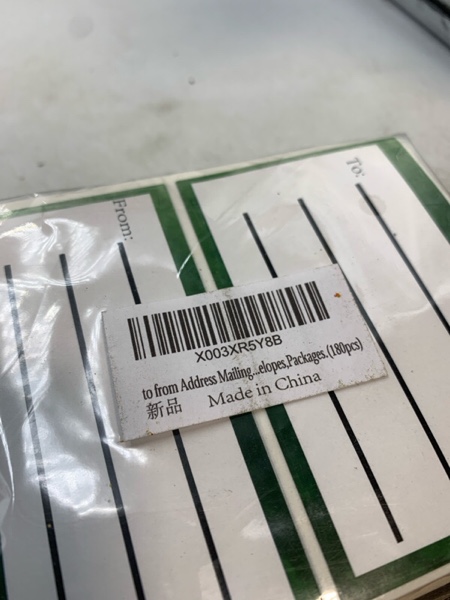 From:
To:
X003XR5Y8B
to from Address Mailing...elopes,Packages, (180pcs)
新品 Made in China